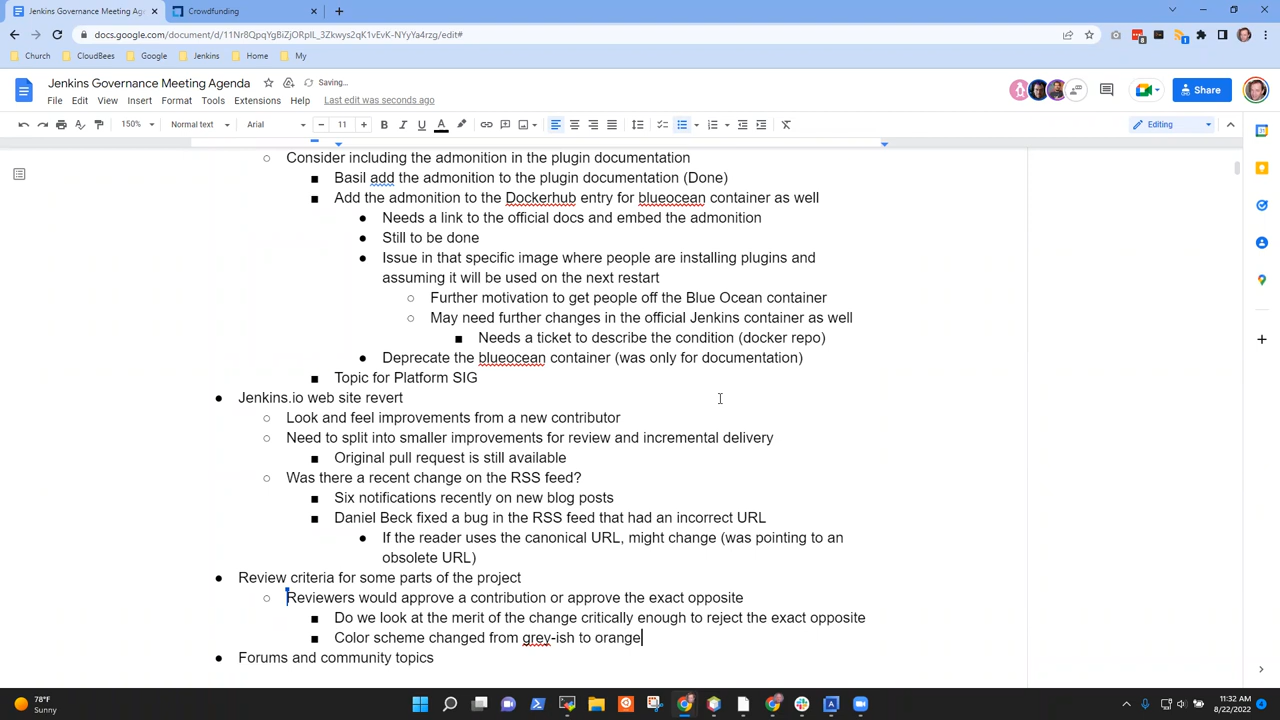 Jenkins Governance Meeting Agenda
Crowdfunding
docs.google.com/document/d/11Nr8QpqYgBiZjORpIL_3Zkwys2qK1vEvK-NYyYa4rzg/edit#
Church
CloudBees
Google
Jenkins
Home
My
Jenkins Governance Meeting Agenda
Saving...
File Edit View Insert Format Tools Extensions Help Last edit was seconds ago
Share
150% Normal text Arial 11
Editing
Consider including the admonition in the plugin documentation
Basil add the admonition to the plugin documentation (Done)
Add the admonition to the Dockerhub entry for blueocean container as well
Needs a link to the official docs and embed the admonition
Still to be done
Issue in that specific image where people are installing plugins and
assuming it will be used on the next restart
Further motivation to get people off the Blue Ocean container
May need further changes in the official Jenkins container as well
Needs a ticket to describe the condition (docker repo)
Deprecate the blueocean container (was only for documentation)
Topic for Platform SIG
Jenkins.io web site revert
Look and feel improvements from a new contributor
Need to split into smaller improvements for review and incremental delivery
Original pull request is still available
Was there a recent change on the RSS feed?
Six notifications recently on new blog posts
Daniel Beck fixed a bug in the RSS feed that had an incorrect URL
If the reader uses the canonical URL, might change (was pointing to an
obsolete URL)
Review criteria for some parts of the project
Reviewers would approve a contribution or approve the exact opposite
Do we look at the merit of the change critically enough to reject the exact opposite
Color scheme changed from grey-ish to orange
Forums and community topics
78°F
Sunny
11:32 AM
8/22/2022